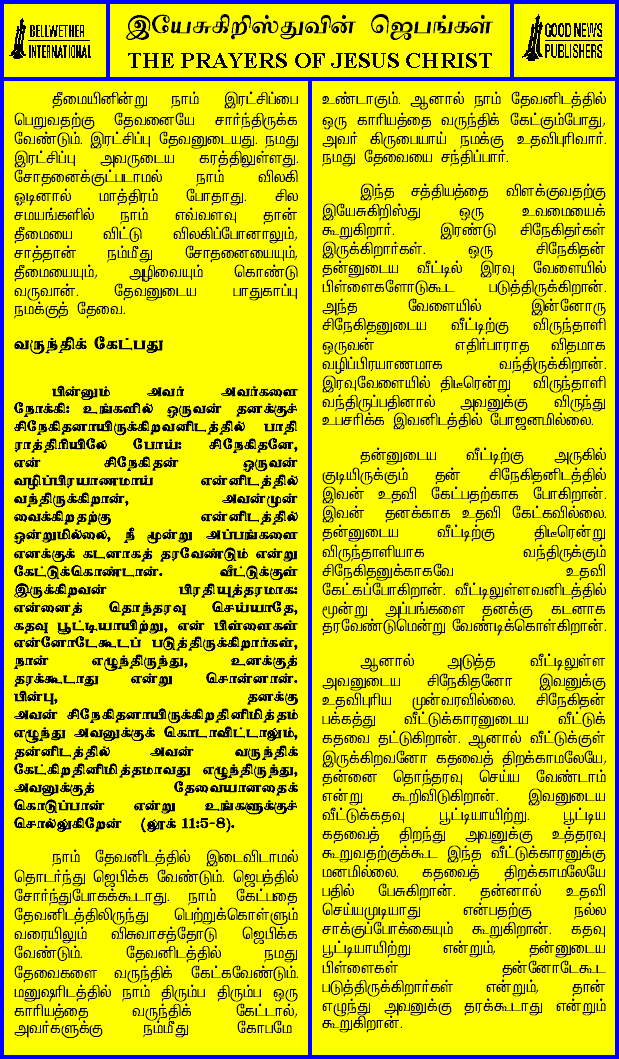 BELLWETHER
INTERNATIONAL
இயேசுகிறிஸ்துவின் ஜெபங்கள்
THE PRAYERS OF JESUS CHRIST
GOOD NEWS
PUBLISHERS
தீமையினின்று நாம் இரட்சிப்பை
பெறுவதற்கு தேவனையே சார்ந்திருக்க
வேண்டும். இரட்சிப்பு தேவனுடையது. நமது
இரட்சிப்பு அவருடைய கரத்திலுள்ளது.
சோதனைக்குட்படாமல் நாம் விலகி
ஓடினால் மாத்திரம் போதாது. சில
சமயங்களில் நாம் எவ்வளவு தான்
தீமையை விட்டு விலகிப்போனாலும்,
சாத்தான் நம்மீது சோதனையையும்,
தீமையையும், அழிவையும் கொண்டு
வருவான். தேவனுடைய பாதுகாப்பு
நமக்குத் தேவை.
வருந்திக் கேட்பது
பின்னும் அவர் அவர்களை
நோக்கி: உங்களில் ஒருவன் தனக்குச்
சிநேகிதனாயிருக்கிறவனிடத்தில் பாதி
ராத்திரியிலே போய்: சிநேகிதனே,
என் சிநேகிதன் ஒருவன்
வழிப்பிரயாணமாய் என்னிடத்தில்
வந்திருக்கிறான், அவன்முன்
வைக்கிறதற்கு என்னிடத்தில்
ஒன்றுமில்லை, நீ மூன்று அப்பங்களை
எனக்குக் கடனாகத் தரவேண்டும் என்று
கேட்டுக்கொண்டான். வீட்டுக்குள்
இருக்கிறவன் பிரதியுத்தரமாக:
என்னைத் தொந்தரவு செய்யாதே,
கதவு பூட்டியாயிற்று, என் பிள்ளைகள்
என்னோடேகூடப் படுத்திருக்கிறார்கள்,
நான் எழுந்திருந்து, உனக்குத்
தரக்கூடாது என்று சொன்னான்.
பின்பு, தனக்கு
அவன் சிநேகிதனாயிருக்கிறதினிமித்தம்
எழுந்து அவனுக்குக் கொடாவிட்டாலும்,
தன்னிடத்தில் அவன் வருந்திக்
கேட்கிறதினிமித்தமாவது எழுந்திருந்து,
அவனுக்குத் தேவையானதைக்
கொடுப்பான் என்று உங்களுக்குச்
சொல்லுகிறேன் (லூக் 11:5-8).
நாம் தேவனிடத்தில் இடைவிடாமல்
தொடர்ந்து ஜெபிக்க வேண்டும். ஜெபத்தில்
சோர்ந்துபோகக்கூடாது. நாம் கேட்பதை
தேவனிடத்திலிருந்து பெற்றுக்கொள்ளும்
வரையிலும் விசுவாசத்தோடு ஜெபிக்க
வேண்டும். தேவனிடத்தில் நமது
தேவைகளை வருந்திக் கேட்கவேண்டும்.
மனுஷரிடத்தில் நாம் திரும்ப திரும்ப ஒரு
காரியத்தை வருந்திக் கேட்டால்,
அவர்களுக்கு நம்மீது கோபமே
உண்டாகும். ஆனால் நாம் தேவனிடத்தில்
ஒரு காரியத்தை வருந்திக் கேட்கும்போது,
அவர் கிருபையாய் நமக்கு உதவிபுரிவார்.
நமது தேவையை சந்திப்பார்.
இந்த சத்தியத்தை விளக்குவதற்கு
இயேசுகிறிஸ்து ஒரு உவமையைக்
கூறுகிறார். இரண்டு சிநேகிதர்கள்
இருக்கிறார்கள். ஒரு சிநேகிதன்
தன்னுடைய வீட்டில் இரவு வேளையில்
பிள்ளைகளோடுகூட படுத்திருக்கிறான்.
அந்த வேளையில் இன்னோரு
சிநேகிதனுடைய வீட்டிற்கு விருந்தாளி
ஒருவன் எதிர்பாராத விதமாக
வழிப்பிரயாணமாக வந்திருக்கிறான்.
இரவுவேளையில் திடீரென்று விருந்தாளி
வந்திருப்பதினால் அவனுக்கு விருந்து
உபசரிக்க இவனிடத்தில் போஜனமில்லை.
தன்னுடைய வீட்டிற்கு அருகில்
குடியிருக்கும் தன் சிநேகிதனிடத்தில்
இவன் உதவி கேட்பதற்காக போகிறான்.
இவன் தனக்காக உதவி கேட்கவில்லை.
தன்னுடைய வீட்டிற்கு திடீரென்று
விருந்தாளியாக வந்திருக்கும்
சிநேகிதனுக்காகவே உதவி
கேட்கப்போகிறான். வீட்டிலுள்ளவனிடத்தில்
மூன்று அப்பங்களை தனக்கு கடனாக
தரவேண்டுமென்று வேண்டிக்கொள்கிறான்.
ஆனால் அடுத்த வீட்டிலுள்ள
அவனுடைய சிநேகிதனோ இவனுக்கு
உதவிபுரிய முன்வரவில்லை. சிநேகிதன்
பக்கத்து வீட்டுக்காரனுடைய வீட்டுக்
கதவை தட்டுகிறான். ஆனால் வீட்டுக்குள்
இருக்கிறவனோ கதவைத் திறக்காமலேயே,
தன்னை தொந்தரவு செய்ய வேண்டாம்
என்று கூறிவிடுகிறான். இவனுடைய
வீட்டுக்கதவு பூட்டியாயிற்று. பூட்டிய
கதவைத் திறந்து அவனுக்கு உத்தரவு
கூறுவதற்குக்கூட இந்த வீட்டுக்காரனுக்கு
மனமில்லை. கதவைத் திறக்காமலேயே
பதில் பேசுகிறான். தன்னால் உதவி
செய்யமுடியாது என்பதற்கு நல்ல
சாக்குப்போக்கையும் கூறுகிறான். கதவு
பூட்டியாயிற்று என்றும், தன்னுடைய
பிள்ளைகள் தன்னோடேகூட
படுத்திருக்கிறார்கள் என்றும், தான்
எழுந்து அவனுக்கு தரக்கூடாது என்றும்
கூறுகிறான்.